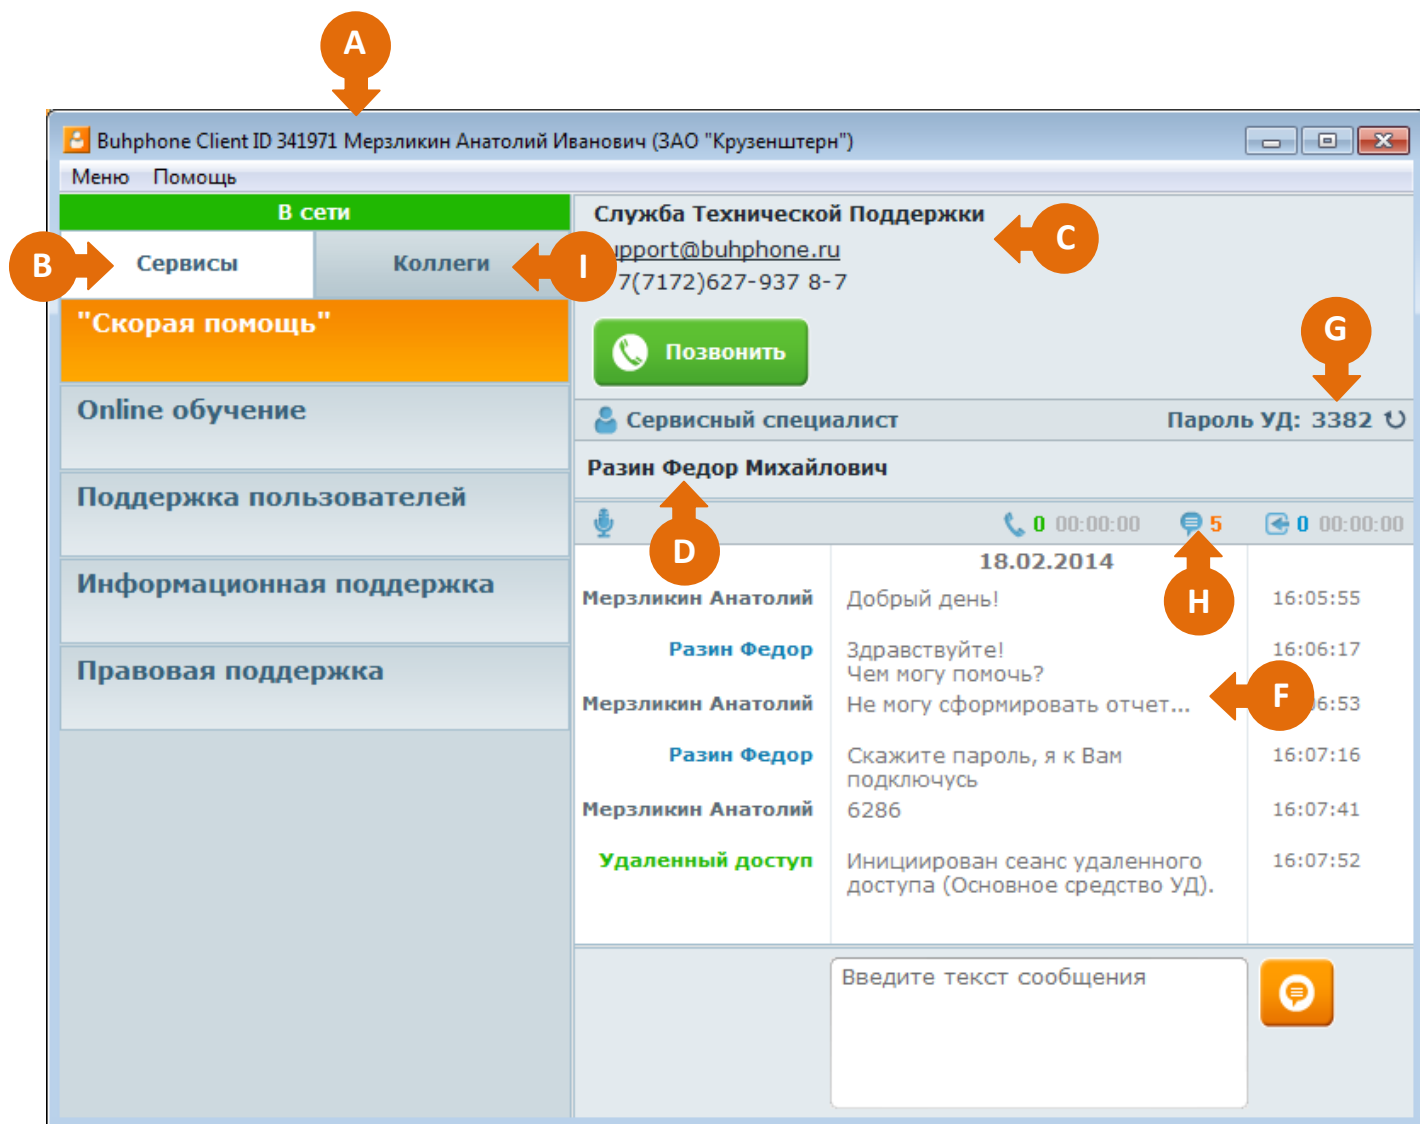 A
Buhphone Client ID 341971 Мерзликин Анатолий Иванович (ЗАО "Крузенштерн")
Меню Помощь
В сети
B
Сервисы
Коллеги
I
"Скорая помощь"
Online обучение
Поддержка пользователей
Информационная поддержка
Правовая поддержка
Служба Технической Поддержки
C
upport@buhphone.ru
7(7172)627-937 8-7
Позвонить
G
Сервисный специалист
Пароль УД: 3382
Разин Федор Михайлович
D
0 00:00:00
5
0 00:00:00
H
18.02.2014
Мерзликин Анатолий Добрый день! 16:05:55
Разин Федор Здравствуйте! 16:06:17
Чем могу помочь?
Мерзликин Анатолий Не могу сформировать отчет... 6:53
F
Разин Федор Скажите пароль, я к Вам 16:07:16
подключусь
Мерзликин Анатолий 6286 16:07:41
Удаленный доступ Инициирован сеанс удаленного 16:07:52
доступа (Основное средство УД).
Введите текст сообщения